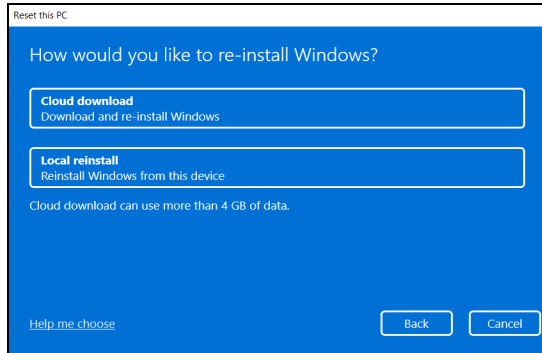 Reset this PC
How would you like to re-install Windows?
Cloud download
Download and re-install Windows
Local reinstall
Reinstall Windows from this device
Cloud download can use more than 4 GB of data.
Help me choose
Back
Cancel